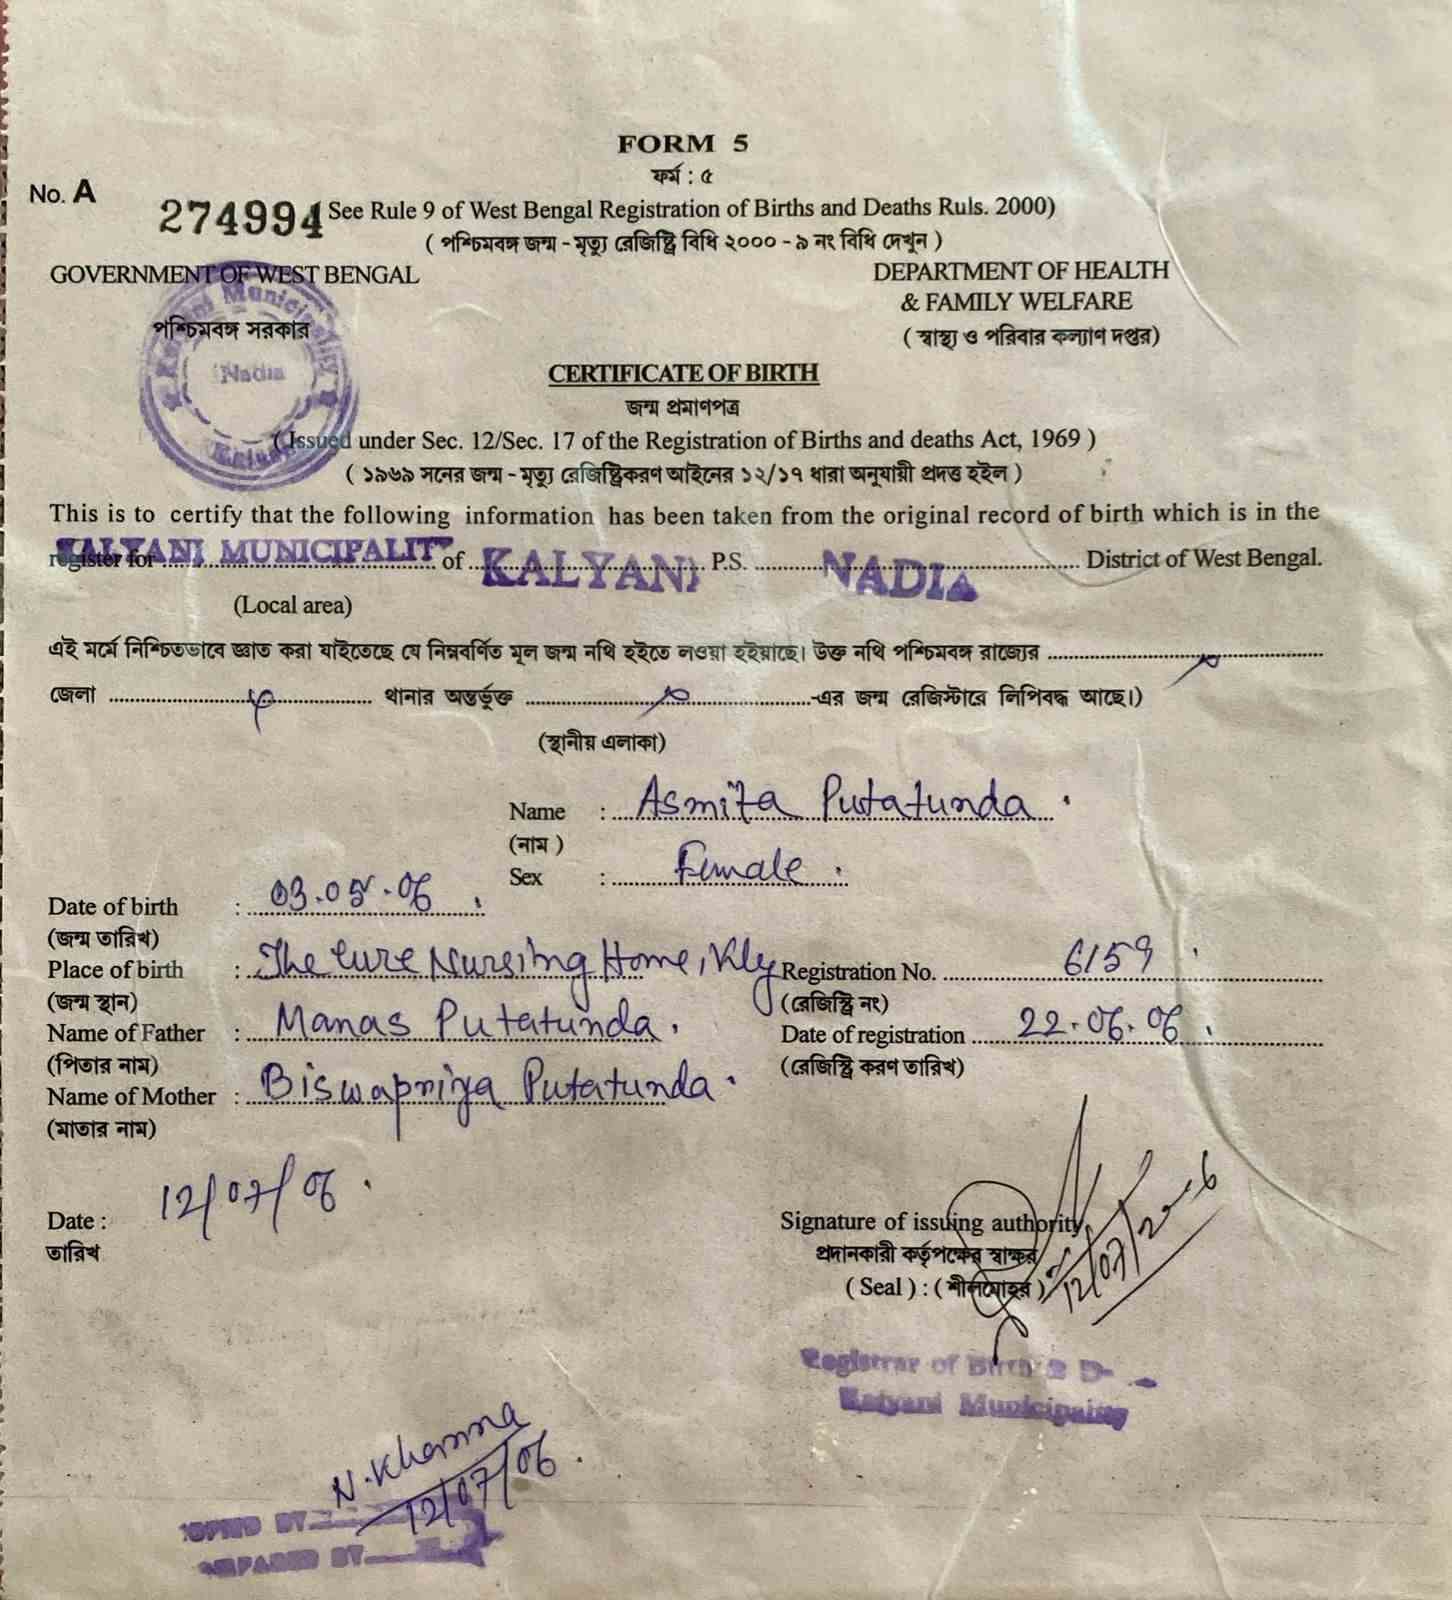 FORM 5
ফর্ম : ৫
No. A 274994 See Rule 9 of West Bengal Registration of Births and Deaths Ruls. 2000)
( পশ্চিমবঙ্গ জন্ম - মৃত্যু রেজিষ্ট্রি বিধি ২০০০ - ৯ নং বিধি দেখুন )
GOVERNMENT OF WEST BENGAL
পশ্চিমবঙ্গ সরকার
DEPARTMENT OF HEALTH
& FAMILY WELFARE
( স্বাস্থ্য ও পরিবার কল্যাণ দপ্তর)
Kalyani Municipality
Nadia
CERTIFICATE OF BIRTH
জন্ম প্রমাণপত্র
( Issued under Sec. 12/Sec. 17 of the Registration of Births and deaths Act, 1969 )
( ১৯৬৯ সনের জন্ম - মৃত্যু রেজিষ্ট্রিকরণ আইনের ১২/১৭ ধারা অনুযায়ী প্রদত্ত হইল )
This is to certify that the following information has been taken from the original record of birth which is in the
register for KALYANI MUNICIPALIT of KALYANI P.S. NADIA District of West Bengal.
(Local area)
এই মর্মে নিশ্চিতভাবে জ্ঞাত করা যাইতেছে যে নিম্নবর্ণিত মূল জন্ম নথি হইতে লওয়া হইয়াছে। উক্ত নথি পশ্চিমবঙ্গ রাজ্যের
জেলা থানার অন্তর্ভুক্ত -এর জন্ম রেজিস্টারে লিপিবদ্ধ আছে।)
(স্থানীয় এলাকা)
Name : Asmita Putatunda.
(নাম )
Sex : Female.
Date of birth : 03.05.06.
(জন্ম তারিখ)
Place of birth : The Cure Nursing Home, Kly Registration No. 6159.
(জন্ম স্থান) (রেজিস্ট্রি নং)
Name of Father : Manas Putatunda. Date of registration 22.06.06.
(পিতার নাম) (রেজিস্ট্রি করণ তারিখ)
Name of Mother : Biswapriya Putatunda.
(মাতার নাম)
Date : 12/07/06.
তারিখ
Signature of issuing authority
প্রদানকারী কর্তৃপক্ষের স্বাক্ষর
( Seal ) : ( শীলমোহর )
12/07/2006
Registrar of Birth & D
Kalyani Municipality
N. Khanna
12/07/06.
OPIED BY
PARED BY